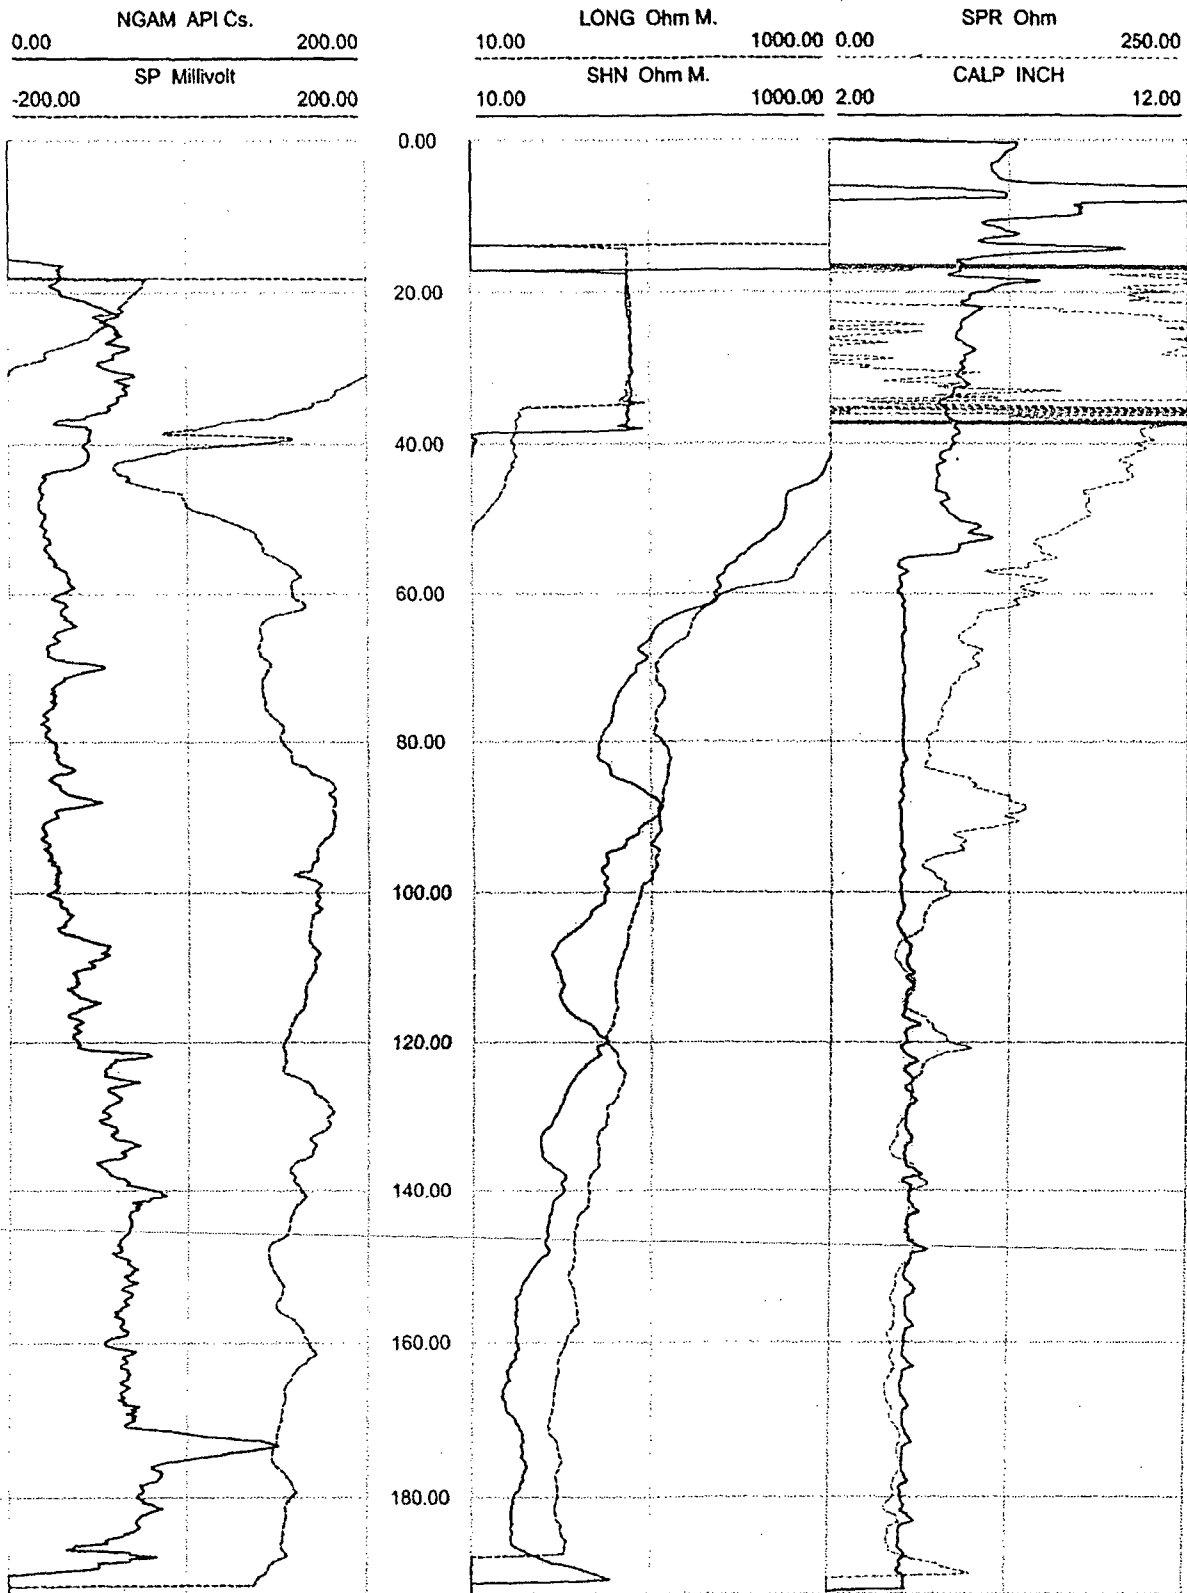 NGAM API Cs.
0.00 200.00
SP Millivolt
-200.00 200.00
LONG Ohm M.
10.00 1000.00
SHN Ohm M.
10.00 1000.00
SPR Ohm
0.00 250.00
CALP INCH
2.00 12.00
0.00
20.00
40.00
60.00
80.00
100.00
120.00
140.00
160.00
180.00